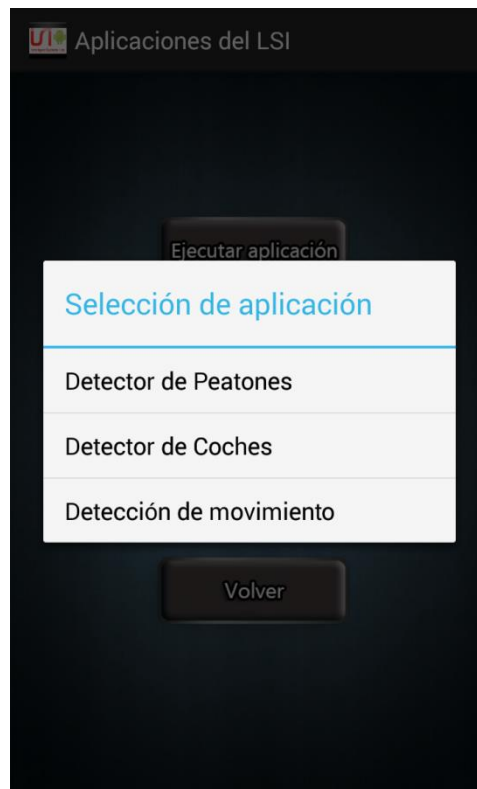 Aplicaciones del LSI
Ejecutar aplicación
Selección de aplicación
Detector de Peatones
Detector de Coches
Detección de movimiento
Volver